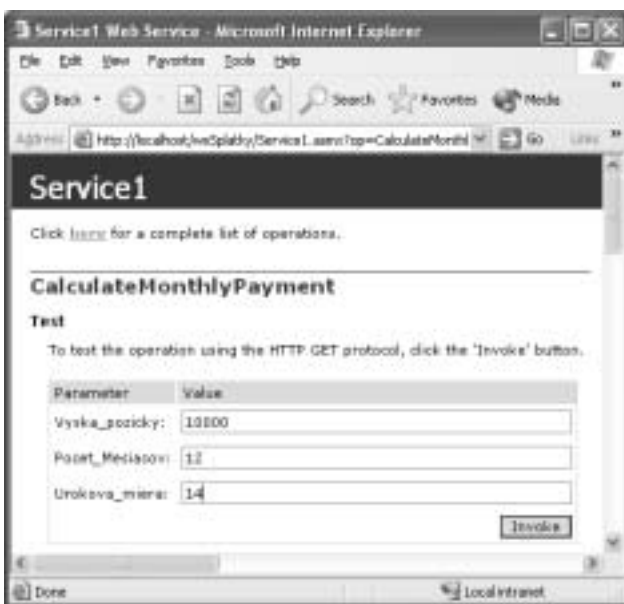 Service1 Web Service - Microsoft Internet Explorer
File Edit View Favorites Tools Help
Back Search Favorites Media
Address http://localhost/wsSplatky/Service1.asmx?op=CalculateMonthl Go Links
Service1
Click here for a complete list of operations.
CalculateMonthlyPayment
Test
To test the operation using the HTTP GET protocol, click the 'Invoke' button.
Parameter Value
Vyska_pozicky: 10000
Pocet_Mesiacov: 12
Urokova_miera: 14
Invoke
Done Local intranet